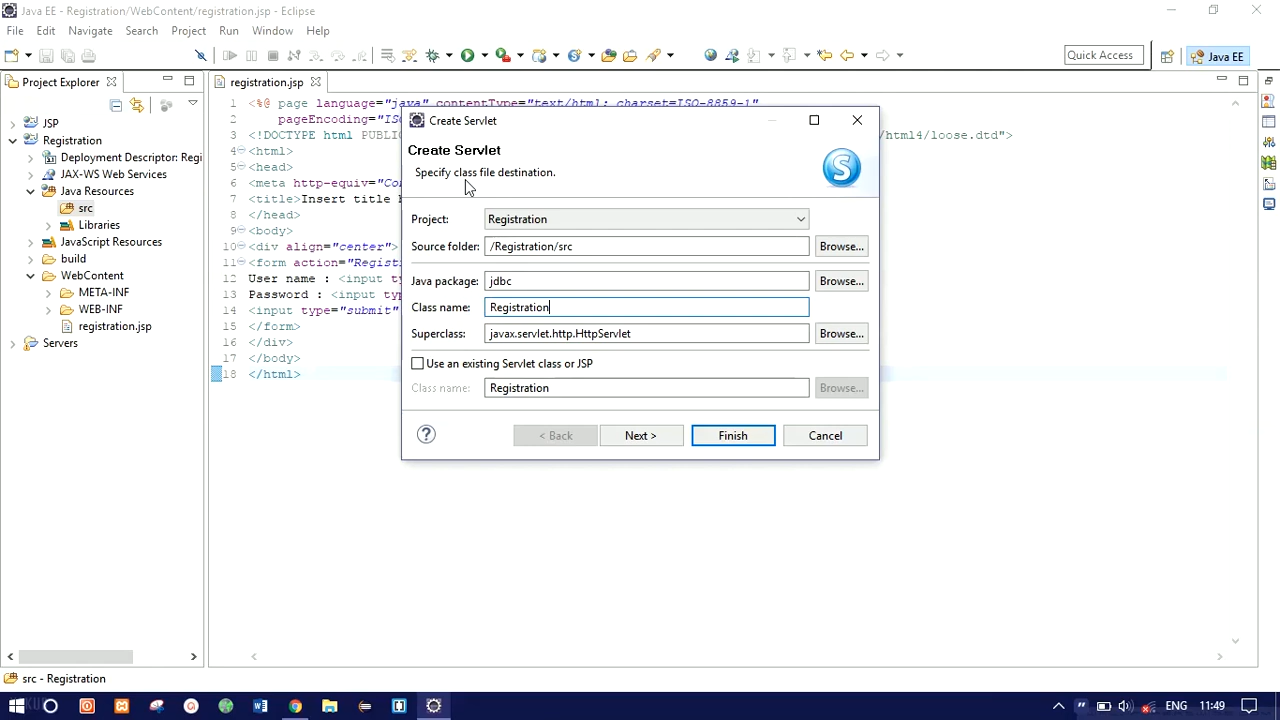 Java EE - Registration/WebContent/registration.jsp - Eclipse
File Edit Navigate Search Project Run Window Help
Quick Access
Java EE
Project Explorer
JSP
Registration
Deployment Descriptor: Regi
JAX-WS Web Services
Java Resources
src
Libraries
JavaScript Resources
build
WebContent
META-INF
WEB-INF
registration.jsp
Servers
registration.jsp
1 <%@ page language="java" contentType="text/html; charset=ISO-8859-1"
2 pageEncoding="ISO
3 <!DOCTYPE html PUBL /html4/loose.dtd">
4 <html>
5 <head>
6 <meta http-equiv="Co
7 <title>Insert title
8 </head>
9 <body>
10 <div align="center">
11 <form action="Regist
12 User name : <input ty
13 Password : <input typ
14 <input type="submit"
15 </form>
16 </div>
17 </body>
18 </html>
Create Servlet
Create Servlet
Specify class file destination.
S
Project: Registration
Source folder: /Registration/src Browse...
Java package: jdbc Browse...
Class name: Registration
Superclass: javax.servlet.http.HttpServlet Browse...
Use an existing Servlet class or JSP
Class name: Registration Browse...
? < Back Next > Finish Cancel
src - Registration
ENG 11:49